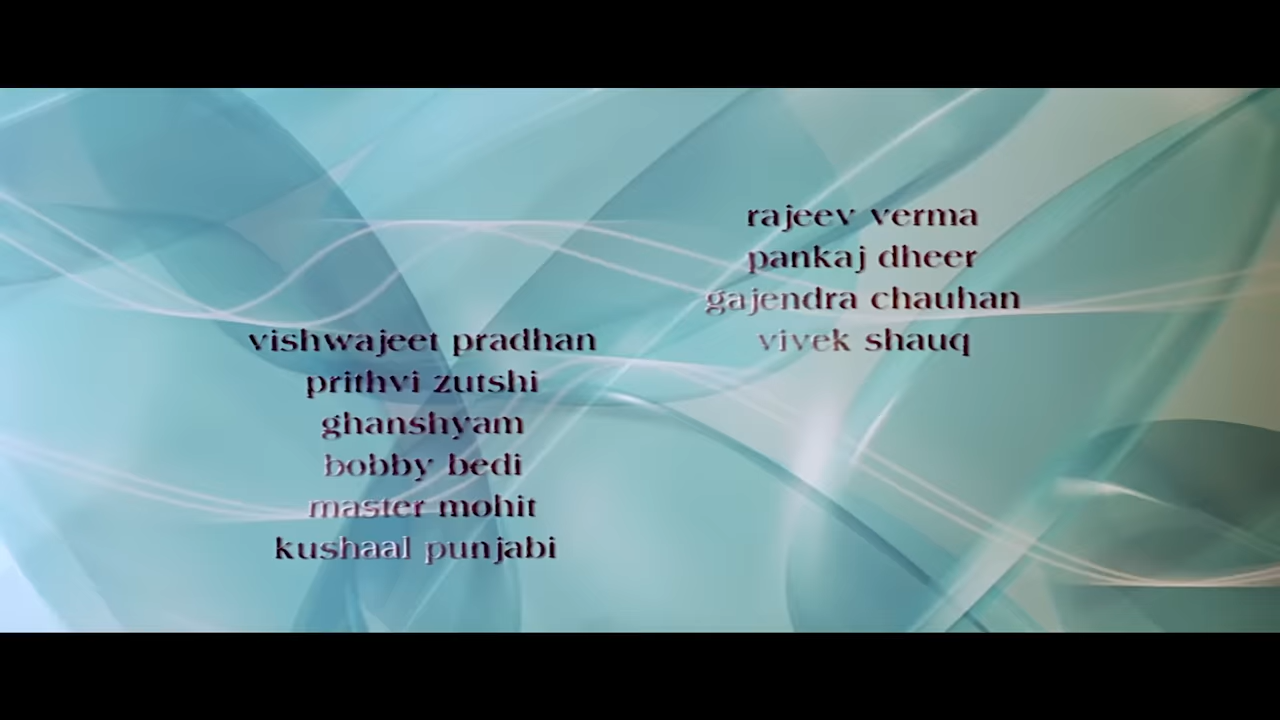 rajeev verma
pankaj dheer
gajendra chauhan
vivek shauq
vishwajeet pradhan
prithvi zutshi
ghanshyam
bobby bedi
master mohit
kushaal punjabi